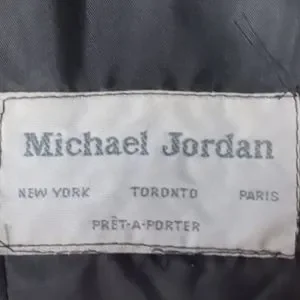 Michael Jordan
NEW YORK TORONTO PARIS
PRÊT-A-PORTER